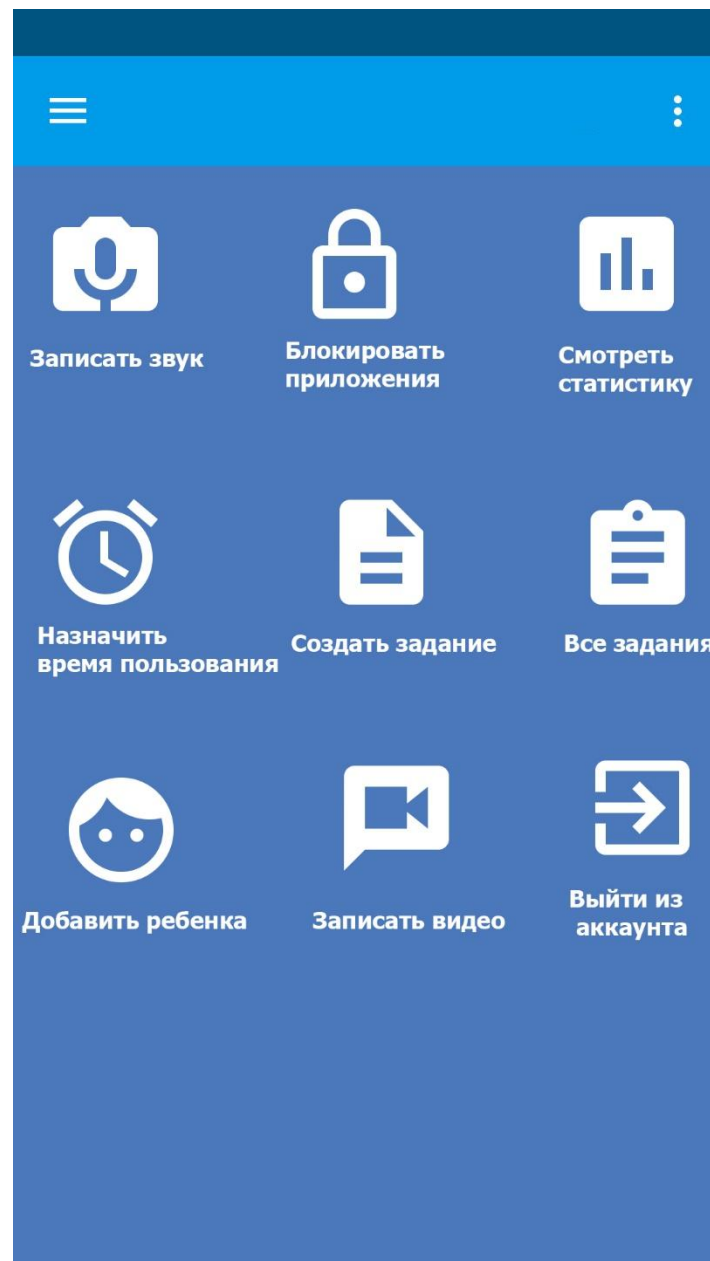 Записать звук
Блокировать
приложения
Смотреть
статистику
Назначить
время пользования
Создать задание
Все задания
Добавить ребенка
Записать видео
Выйти из
аккаунта